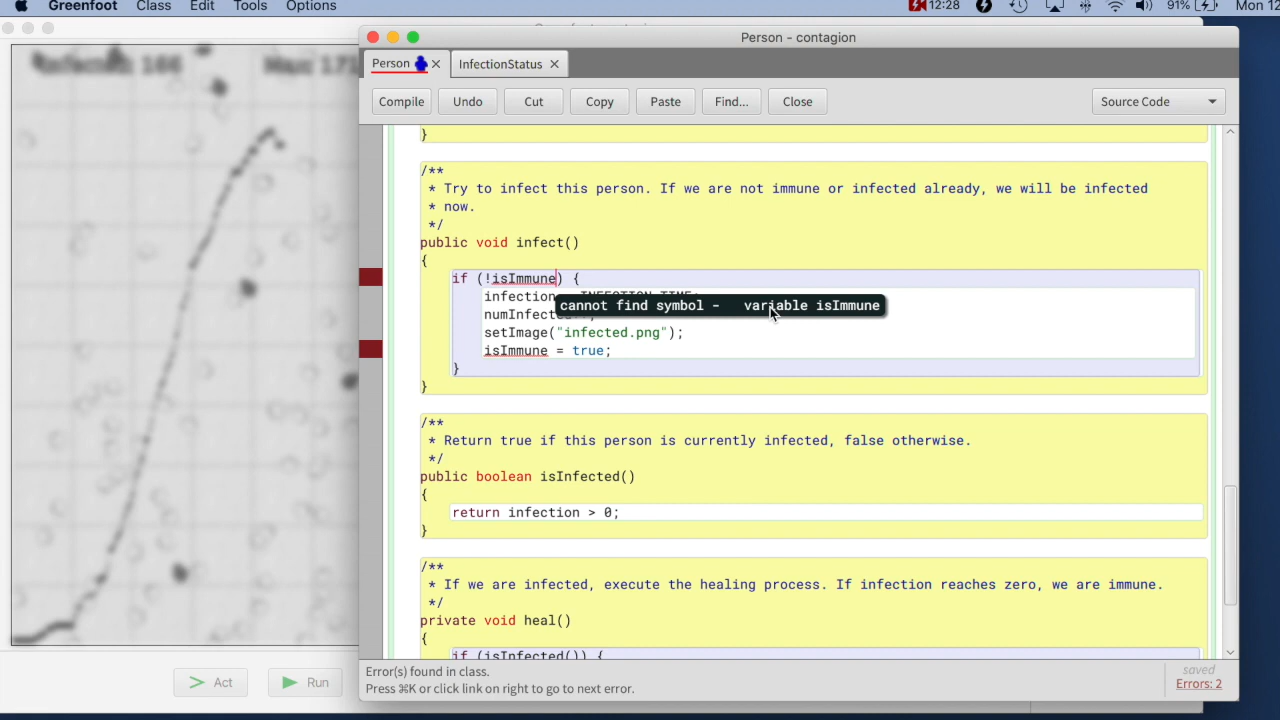 Greenfoot Class Edit Tools Options 12:28 91% Mon 12
Person - contagion
Infected: 166
Person InfectionStatus
Compile Undo Cut Copy Paste Find... Close Source Code
}
/**
* Try to infect this person. If we are not immune or infected already, we will be infected
* now.
*/
public void infect()
{
if (!isImmune) {
infection = INFECTION_TIME;
cannot find symbol - variable isImmune
numInfected++;
setImage("infected.png");
isImmune = true;
}
}
/**
* Return true if this person is currently infected, false otherwise.
*/
public boolean isInfected()
{
return infection > 0;
}
/**
* If we are infected, execute the healing process. If infection reaches zero, we are immune.
*/
private void heal()
{
if (isInfected()) {
Error(s) found in class.
Press ⌘K or click link on right to go to next error.
saved
Errors: 2
Act Run